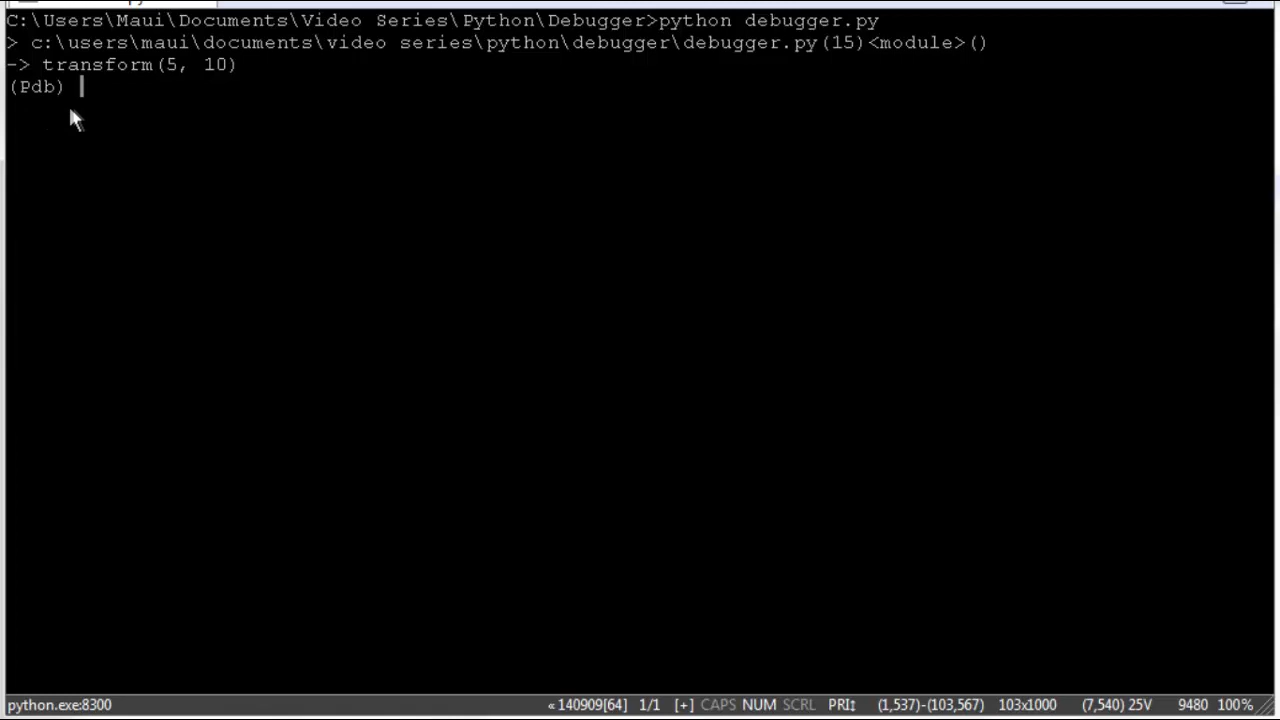 C:\Users\Maui\Documents\Video Series\Python\Debugger>python debugger.py
> c:\users\maui\documents\video series\python\debugger\debugger.py(15)<module>()
-> transform(5, 10)
(Pdb)
python.exe:8300 « 140909[64] 1/1 [+] CAPS NUM SCRL PRI↕ (1,537)-(103,567) 103x1000 (7,540) 25V 9480 100%